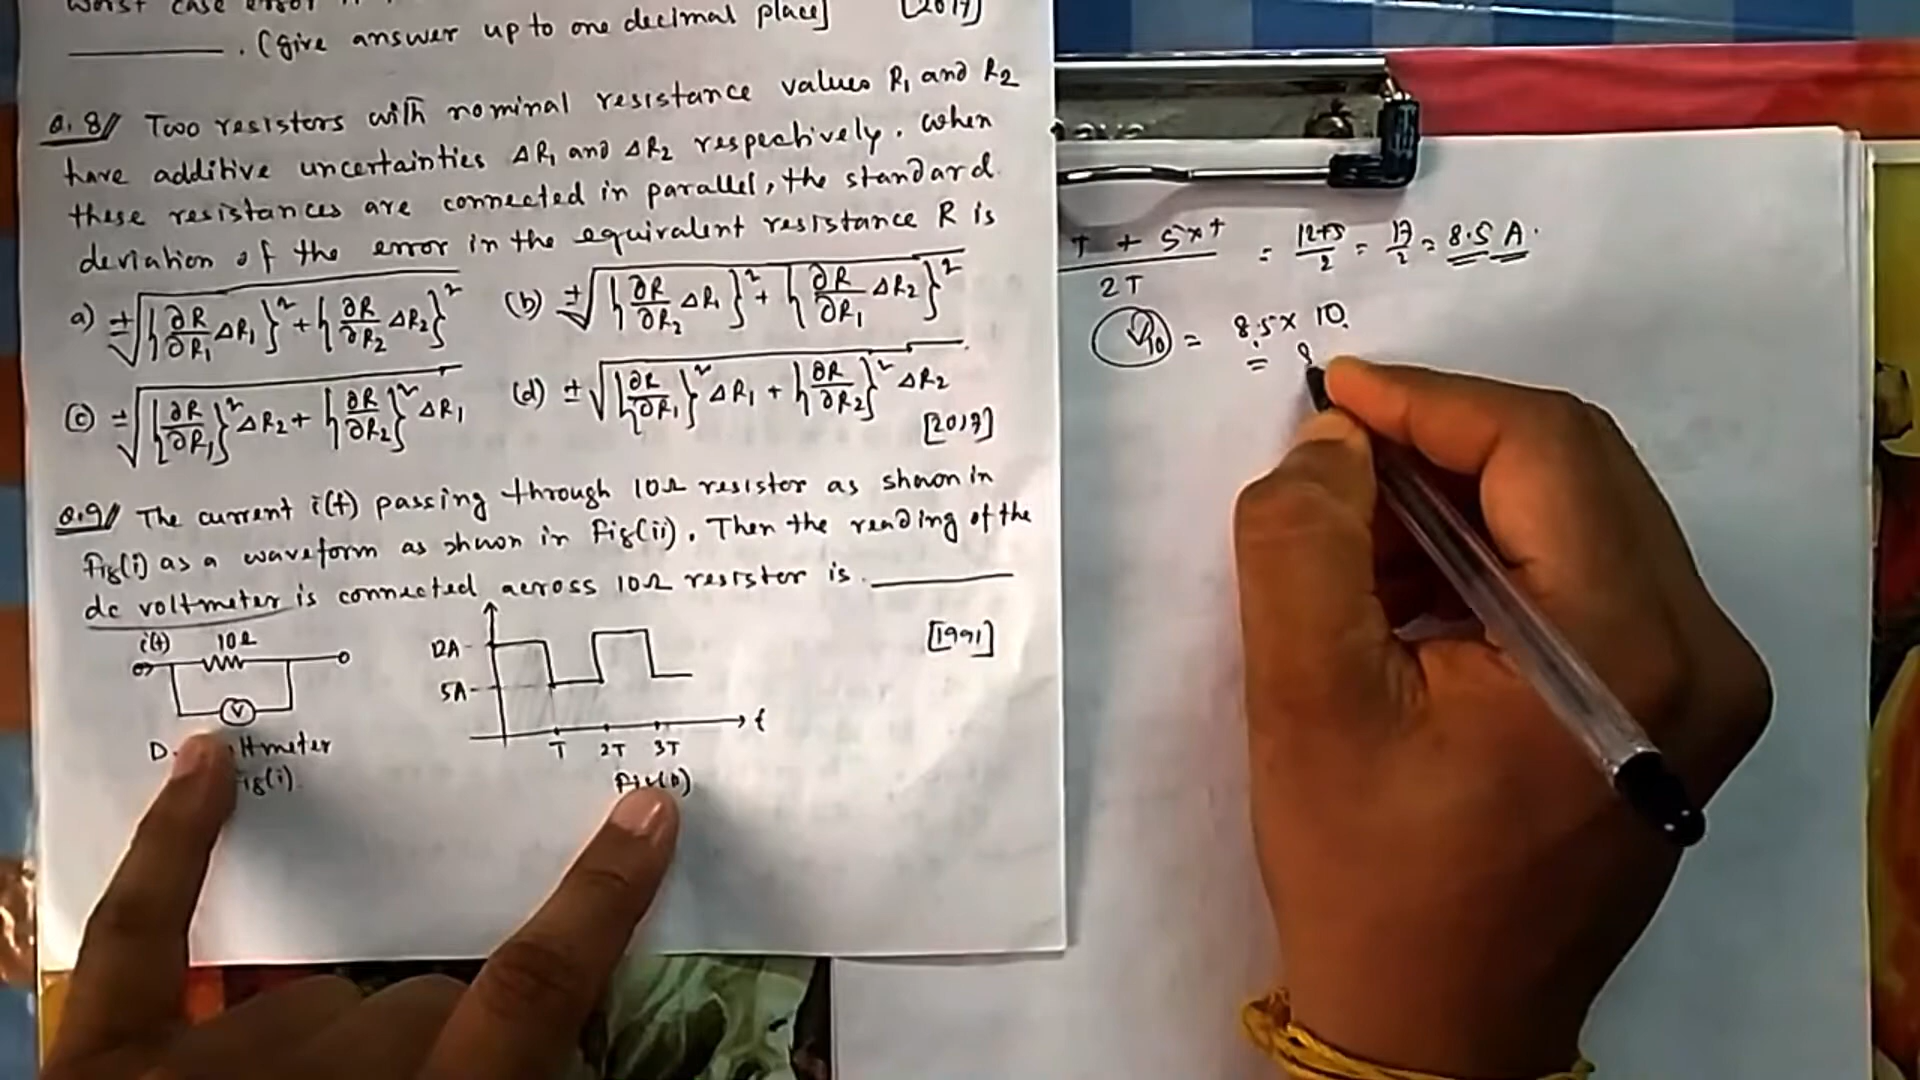 worst case error
______. (give answer up to one decimal place] [2017]
Q.8// Two resistors with nominal resistance values R₁ and R₂
have additive uncertainties ΔR₁ and ΔR₂ respectively. When
these resistances are connected in parallel, the standard
deviation of the error in the equivalent resistance R is
a) ±√{∂R/∂R₁ ΔR₁}² + {∂R/∂R₂ ΔR₂}² (b) ±√{∂R/∂R₂ ΔR₁}² + {∂R/∂R₁ ΔR₂}²
(c) ±√{∂R/∂R₁}² ΔR₂ + {∂R/∂R₂}² ΔR₁ (d) ±√{∂R/∂R₁}² ΔR₁ + {∂R/∂R₂}² ΔR₂
[2017]
Q.9// The current i(t) passing through 10Ω resistor as shown in
Fig(i) as a waveform as shown in Fig(ii). Then the reading of the
dc voltmeter is connected across 10Ω resistor is ______
[1991]
i(t) 10Ω
V
Fig(i)
12A
5A
T 2T 3T
t
T + 5×T / 2T = 12+5/2 = 17/2 = 8.5 A.
V₁₀ = 8.5 × 10.
8